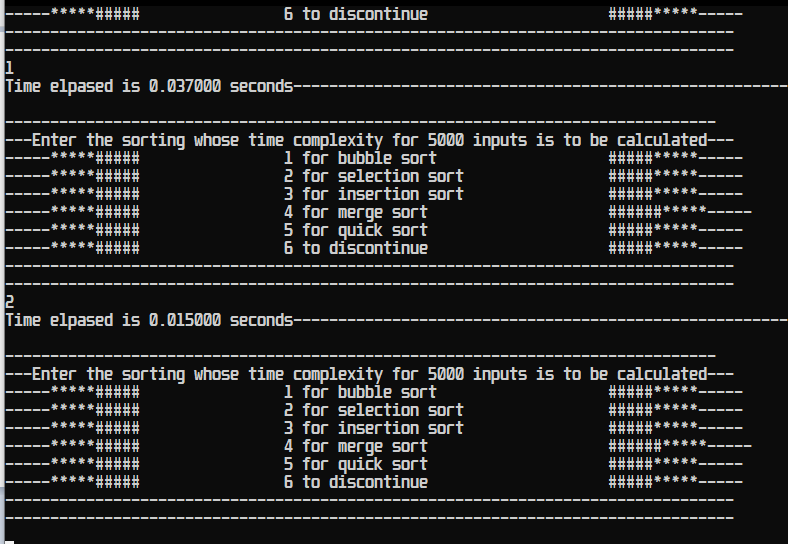 -----*****#####                6 to discontinue                    #####*****-----
---------------------------------------------------------------------------------
---------------------------------------------------------------------------------
1
Time elpased is 0.037000 seconds-------------------------------------------------------
-------------------------------------------------------------------------------
---Enter the sorting whose time complexity for 5000 inputs is to be calculated---
-----*****#####                1 for bubble sort                   #####*****-----
-----*****#####                2 for selection sort                #####*****-----
-----*****#####                3 for insertion sort                #####*****-----
-----*****#####                4 for merge sort                    ######*****-----
-----*****#####                5 for quick sort                    #####*****-----
-----*****#####                6 to discontinue                    #####*****-----
---------------------------------------------------------------------------------
---------------------------------------------------------------------------------
2
Time elpased is 0.015000 seconds-------------------------------------------------------
-------------------------------------------------------------------------------
---Enter the sorting whose time complexity for 5000 inputs is to be calculated---
-----*****#####                1 for bubble sort                   #####*****-----
-----*****#####                2 for selection sort                #####*****-----
-----*****#####                3 for insertion sort                #####*****-----
-----*****#####                4 for merge sort                    ######*****-----
-----*****#####                5 for quick sort                    #####*****-----
-----*****#####                6 to discontinue                    #####*****-----
---------------------------------------------------------------------------------
---------------------------------------------------------------------------------